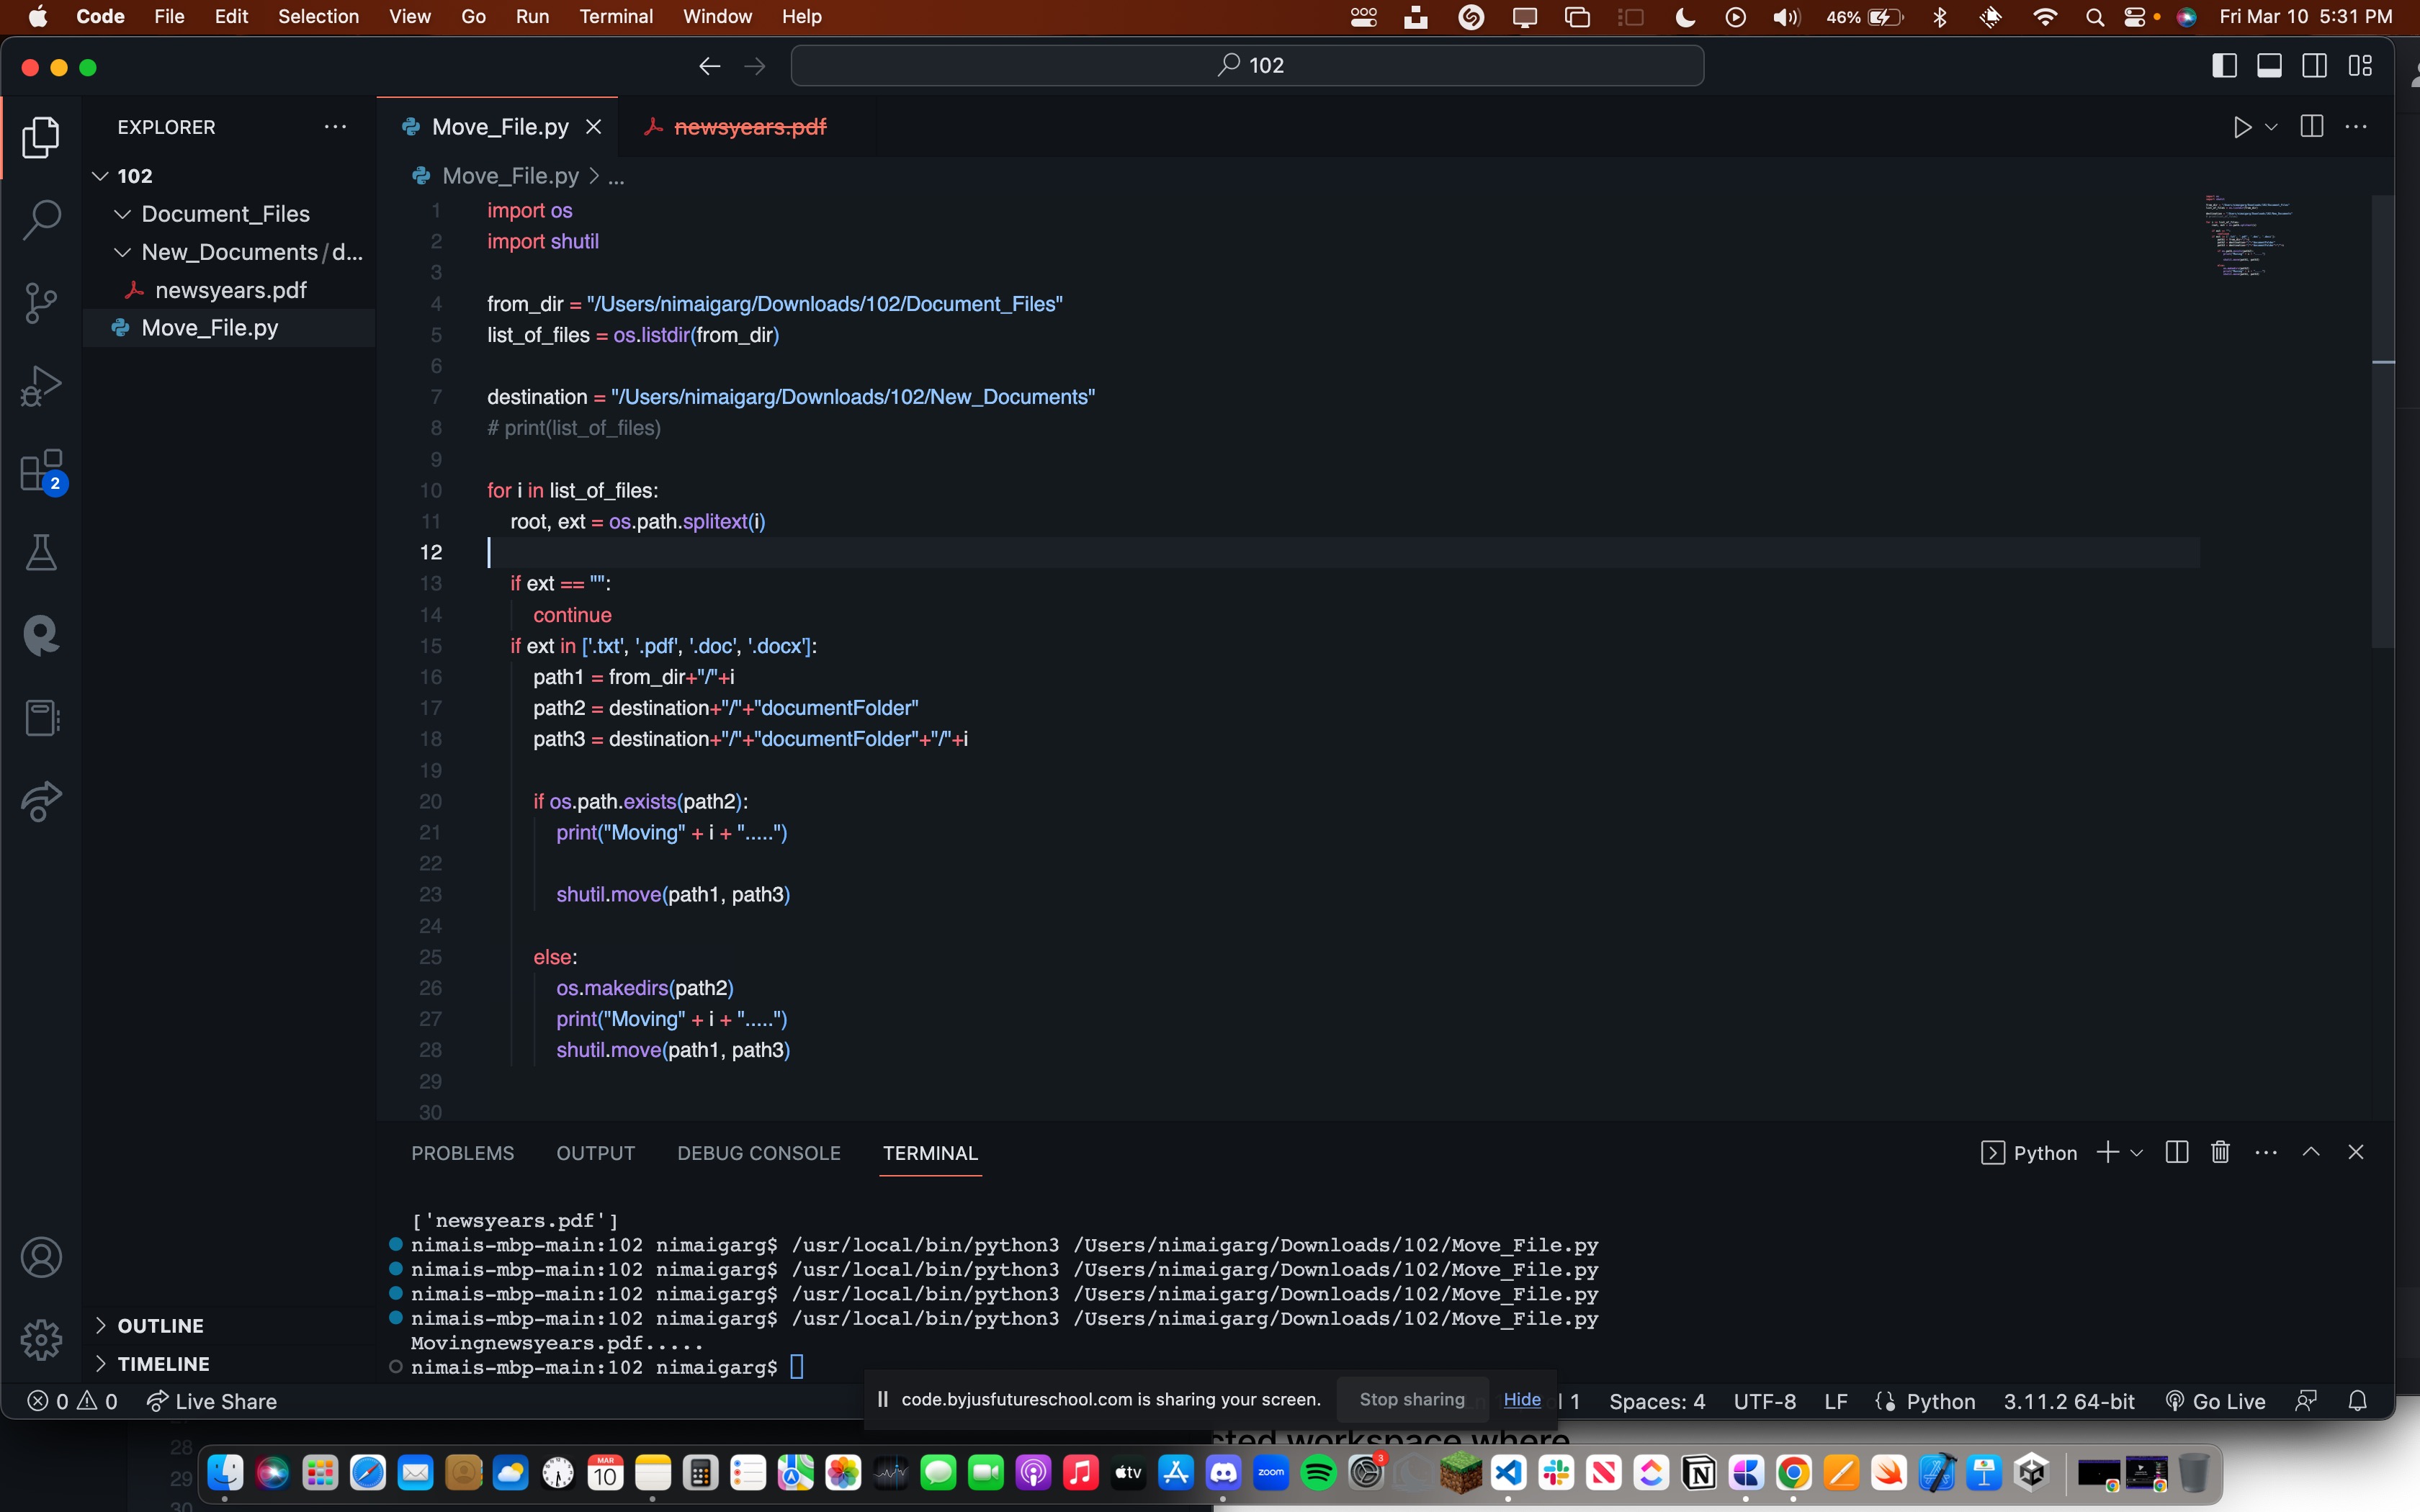 Code File Edit Selection View Go Run Terminal Window Help 46% Fri Mar 10 5:31 PM
102
EXPLORER
Move_File.py
newsyears.pdf
102
Move_File.py > ...
Document_Files
New_Documents/d...
newsyears.pdf
Move_File.py
2
1 import os
2 import shutil
3
4 from_dir = "/Users/nimaigarg/Downloads/102/Document_Files"
5 list_of_files = os.listdir(from_dir)
6
7 destination = "/Users/nimaigarg/Downloads/102/New_Documents"
8 # print(list_of_files)
9
10 for i in list_of_files:
11 root, ext = os.path.splitext(i)
12
13 if ext == "":
14 continue
15 if ext in ['.txt', '.pdf', '.doc', '.docx']:
16 path1 = from_dir+"/"+i
17 path2 = destination+"/"+"documentFolder"
18 path3 = destination+"/"+"documentFolder"+"/"+i
19
20 if os.path.exists(path2):
21 print("Moving" + i + ".....")
22
23 shutil.move(path1, path3)
24
25 else:
26 os.makedirs(path2)
27 print("Moving" + i + ".....")
28 shutil.move(path1, path3)
29
30
PROBLEMS OUTPUT DEBUG CONSOLE TERMINAL Python
['newsyears.pdf']
nimais-mbp-main:102 nimaigarg$ /usr/local/bin/python3 /Users/nimaigarg/Downloads/102/Move_File.py
nimais-mbp-main:102 nimaigarg$ /usr/local/bin/python3 /Users/nimaigarg/Downloads/102/Move_File.py
nimais-mbp-main:102 nimaigarg$ /usr/local/bin/python3 /Users/nimaigarg/Downloads/102/Move_File.py
nimais-mbp-main:102 nimaigarg$ /usr/local/bin/python3 /Users/nimaigarg/Downloads/102/Move_File.py
Movingnewsyears.pdf.....
nimais-mbp-main:102 nimaigarg$
OUTLINE
TIMELINE
0 0 Live Share
code.byjusfutureschool.com is sharing your screen. Stop sharing Hide
1 Spaces: 4 UTF-8 LF Python 3.11.2 64-bit Go Live
28
29
30
workspace where
MAR
10
tv
zoom
3